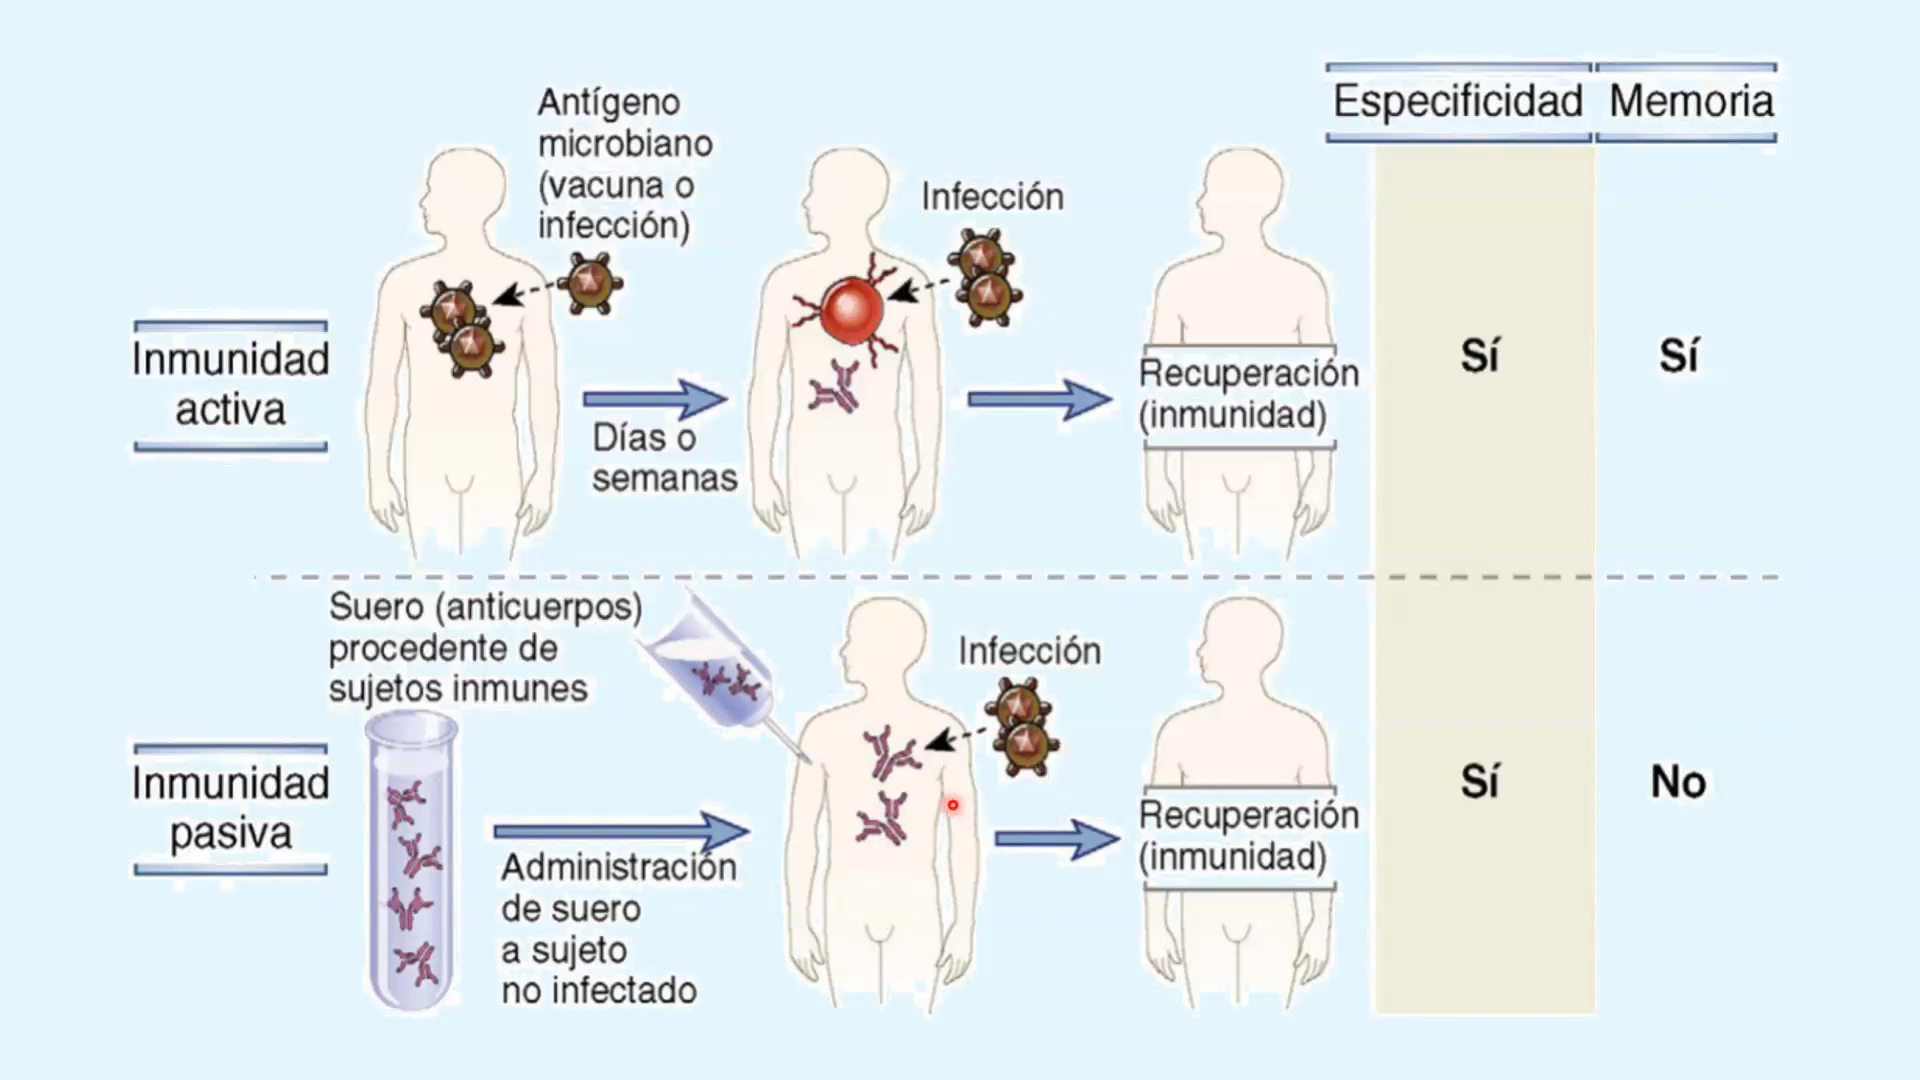 Especificidad
Memoria
Antígeno
microbiano
(vacuna o
infección)
Infección
Inmunidad
activa
Días o
semanas
Recuperación
(inmunidad)
Sí
Sí
Suero (anticuerpos)
procedente de
sujetos inmunes
Infección
Inmunidad
pasiva
Administración
de suero
a sujeto
no infectado
Recuperación
(inmunidad)
Sí
No